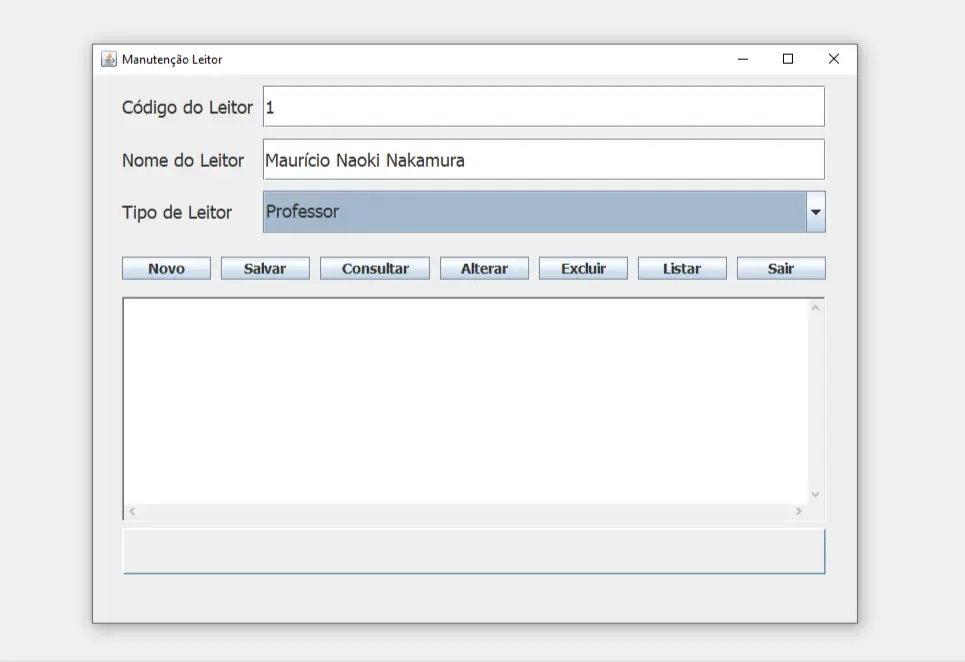 Manutenção Leitor
Código do Leitor 1
Nome do Leitor Maurício Naoki Nakamura
Tipo de Leitor Professor
Novo Salvar Consultar Alterar Excluir Listar Sair